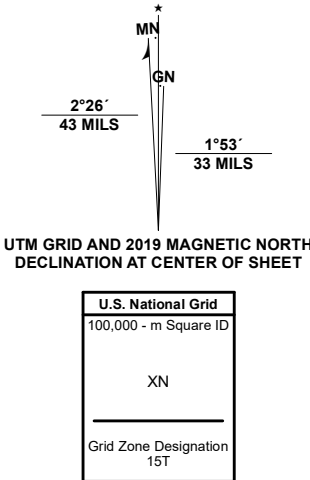 ★
MN
GN
2°26´
43 MILS
1°53´
33 MILS
UTM GRID AND 2019 MAGNETIC NORTH
DECLINATION AT CENTER OF SHEET
U.S. National Grid
100,000 - m Square ID
XN
Grid Zone Designation
15T